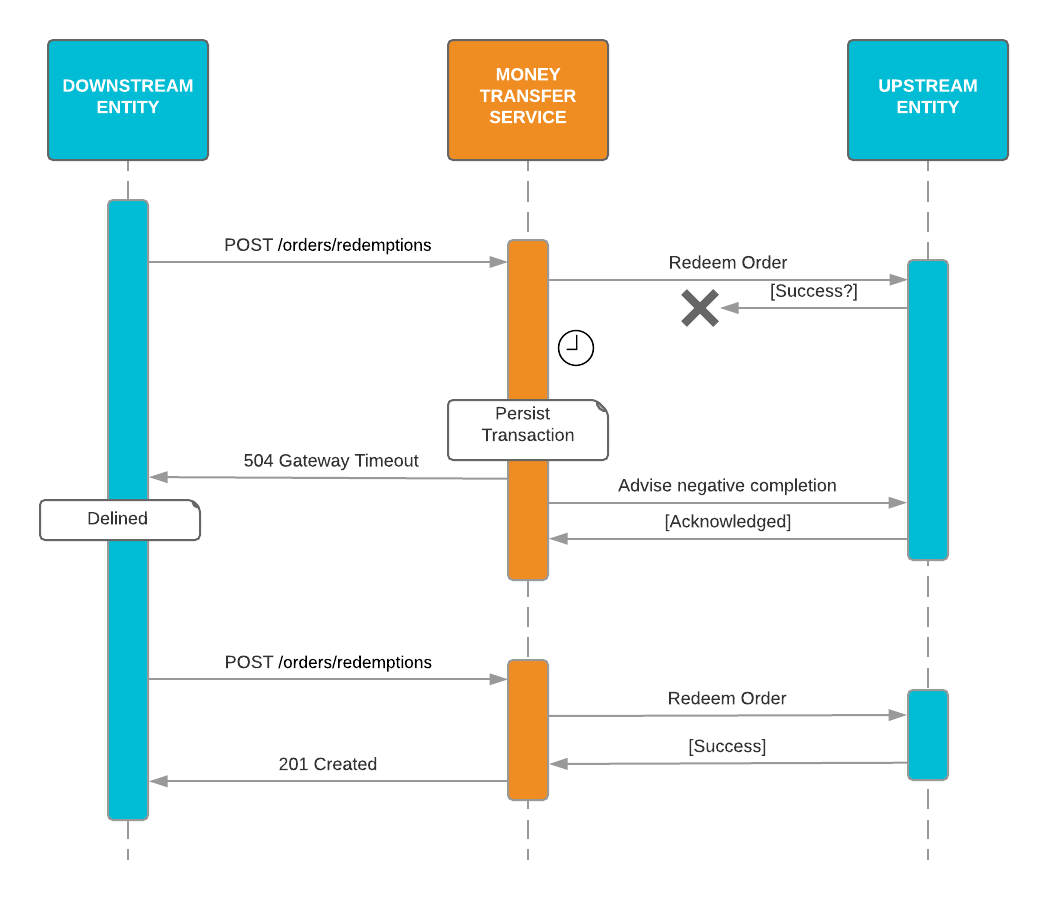 DOWNSTREAM
ENTITY
MONEY
TRANSFER
SERVICE
UPSTREAM
ENTITY
POST /orders/redemptions
Redeem Order
[Success?]
Persist
Transaction
504 Gateway Timeout
Advise negative completion
Delined
[Acknowledged]
POST /orders/redemptions
Redeem Order
[Success]
201 Created